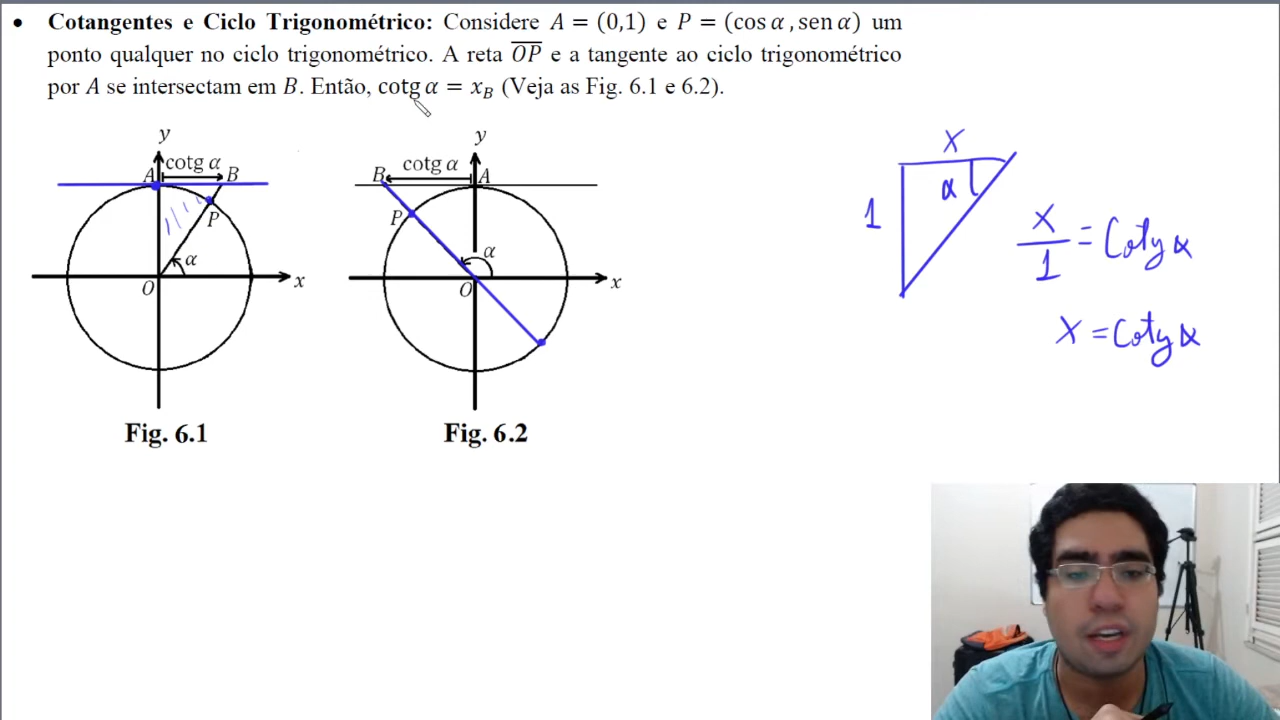 • Cotangentes e Ciclo Trigonométrico: Considere A = (0,1) e P = (cos α , sen α) um
ponto qualquer no ciclo trigonométrico. A reta O͞P͞ e a tangente ao ciclo trigonométrico
por A se intersectam em B. Então, cotg α = x_B (Veja as Fig. 6.1 e 6.2).
y
cotg α
A
B
P
α
O
x
Fig. 6.1
y
cotg α
B
A
P
α
O
x
Fig. 6.2
x
α
1
x/1 = Cotg α
x = Cotg α